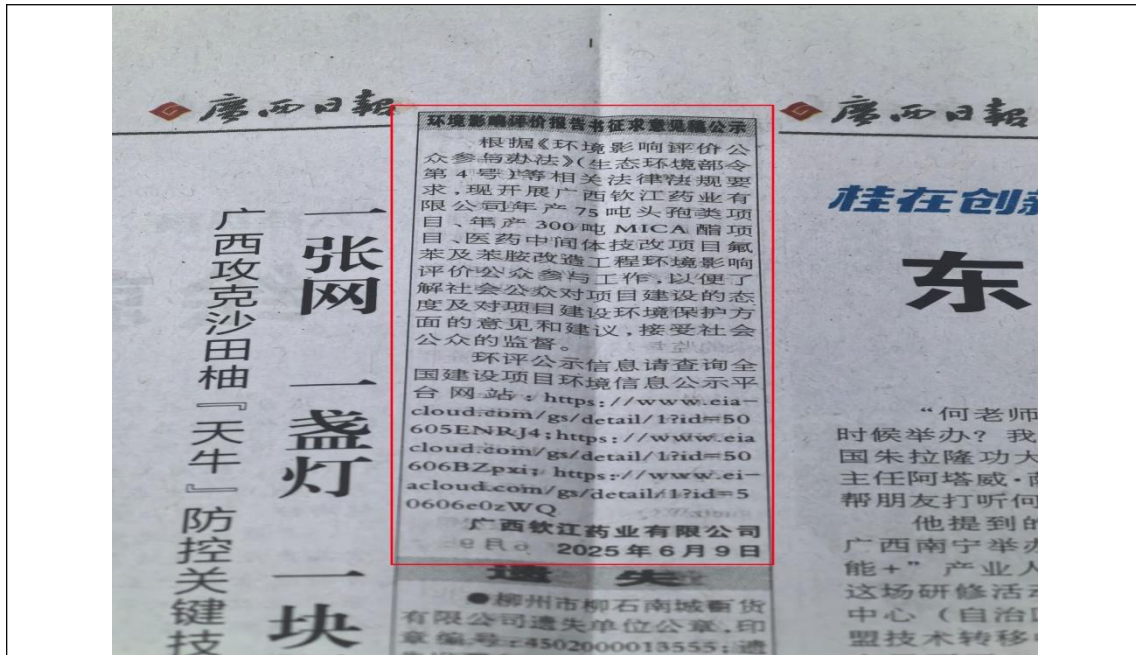 广西日报
广西日报
环境影响评价报告书征求意见稿公示
根据《环境影响评价公
众参与办法》(生态环境部令
第4号)等相关法律法规要
求,现开展广西钦江药业有
限公司年产75吨头孢类项
目、年产300吨MICA酯项
目、医药中间体技改项目氟
苯及苯胺改造工程环境影响
评价公众参与工作,以便了
解社会公众对项目建设的态
度及对项目建设环境保护方
面的意见和建议,接受社会
公众的监督。
环评公示信息请查询全
国建设项目环境信息公示平
台网站:https://www.eia-
cloud.com/gs/detail/1?id=50
605ENRJ4;https://www.eia
cloud.com/gs/detail/1?id=50
606BZpxi;https://www.ei-
acloud.com/gs/detail/1?id=5
0606e0zWQ
广西钦江药业有限公司
2025年6月9日
遗 失
●柳州市柳石南城畜货
有限公司遗失单位公章,印
章编号:4502000013555;遗
一张网 一盏灯 一块
广西攻克沙田柚『天牛』防控关键技
桂在创新
东
“何老师
时候举办?我
国朱拉隆功大
主任阿塔威·
帮朋友打听何
他提到的
广西南宁举办
能+”产业人
这场研修活动
中心(自治区
盟技术转移